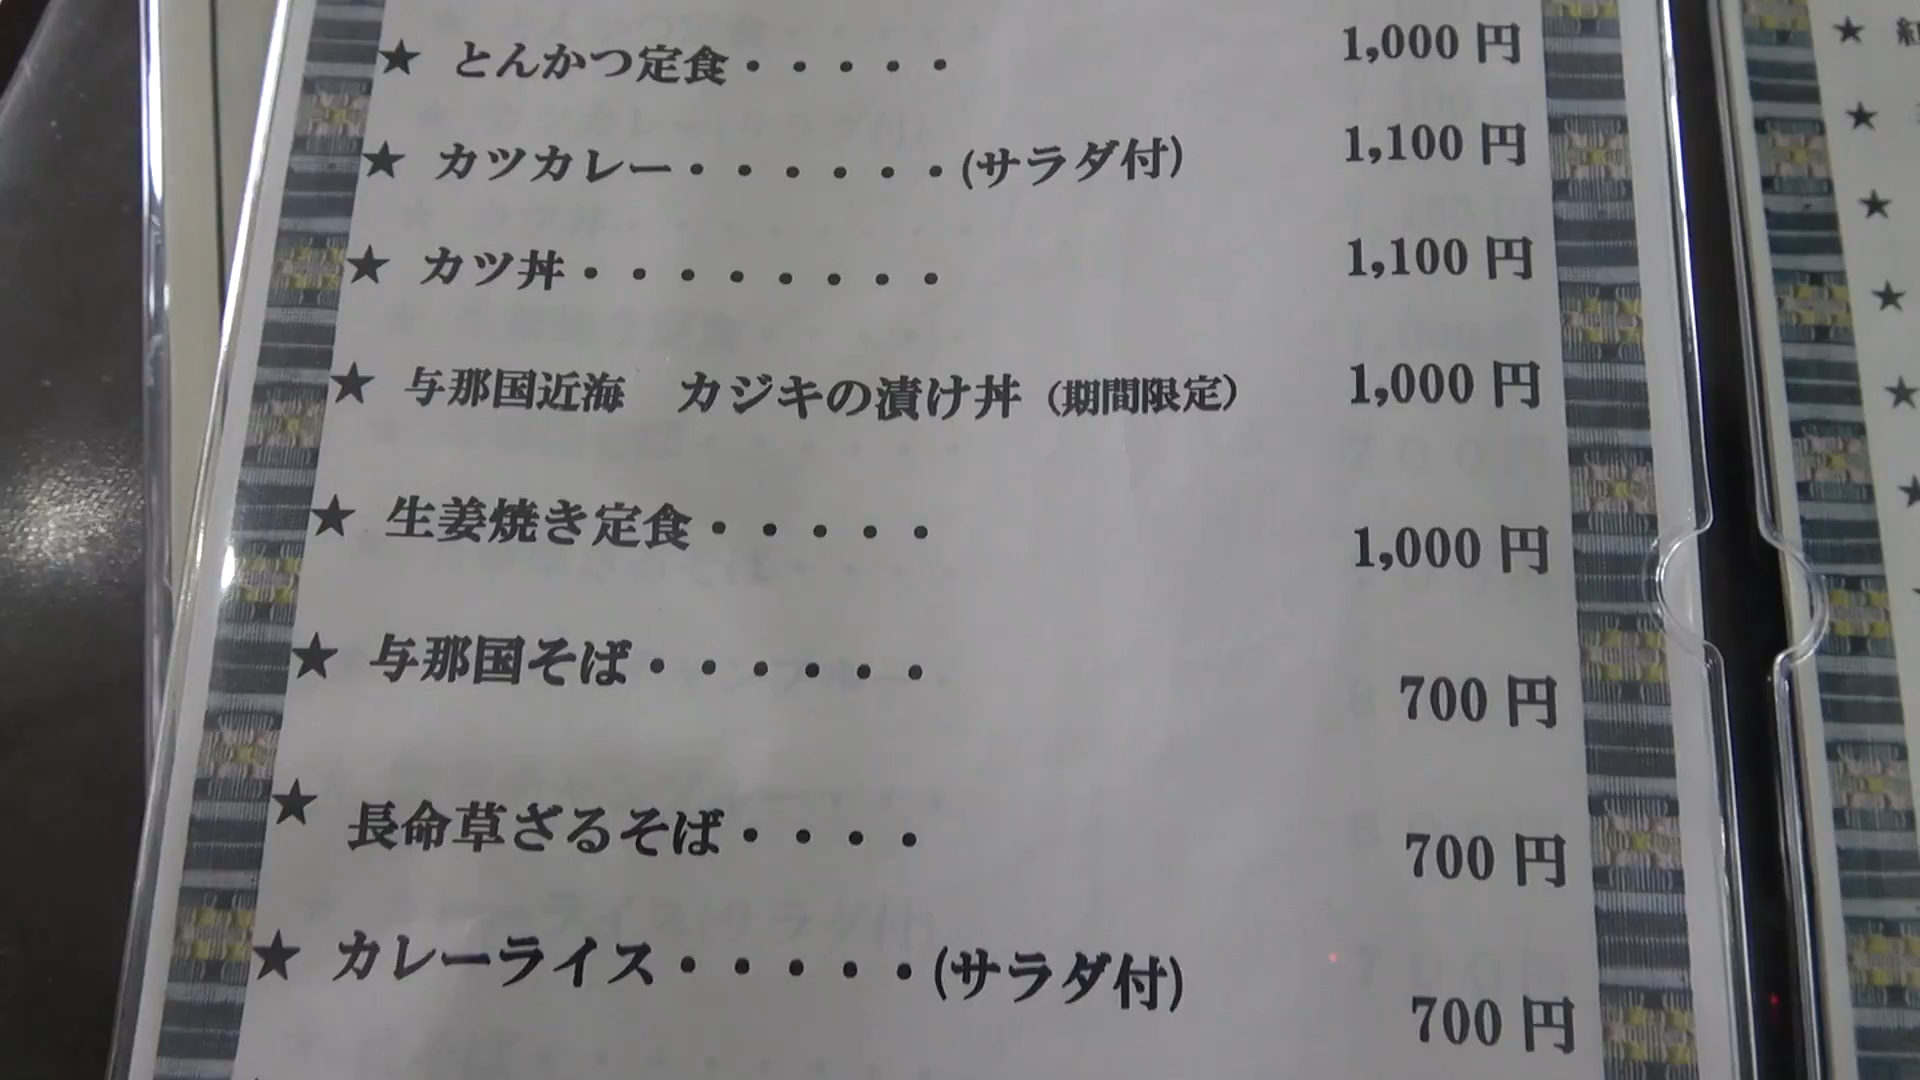 ★ とんかつ定食・・・・・ 1,000 円
★ カツカレー・・・・・・(サラダ付) 1,100 円
★ カツ丼・・・・・・・・ 1,100 円
★ 与那国近海 カジキの漬け丼（期間限定） 1,000 円
★ 生姜焼き定食・・・・・ 1,000 円
★ 与那国そば・・・・・・ 700 円
★ 長命草ざるそば・・・・ 700 円
★ カレーライス・・・・・(サラダ付) 700 円